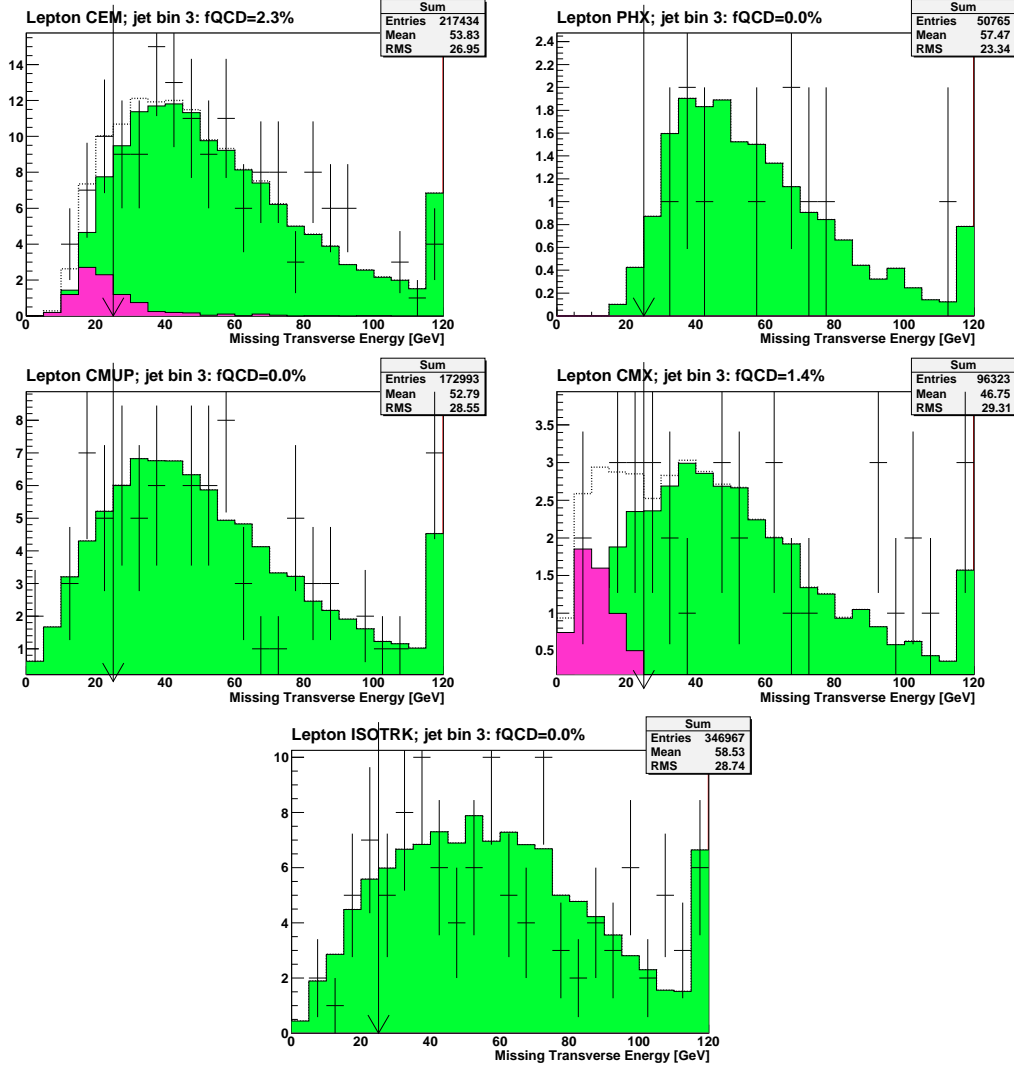 Lepton CEM; jet bin 3: fQCD=2.3%
Sum
Entries 217434
Mean 53.83
RMS 26.95
14
12
10
8
6
4
2
0
0 20 40 60 80 100 120
Missing Transverse Energy [GeV]
Lepton PHX; jet bin 3: fQCD=0.0%
Sum
Entries 50765
Mean 57.47
RMS 23.34
2.4
2.2
2
1.8
1.6
1.4
1.2
1
0.8
0.6
0.4
0.2
0
0 20 40 60 80 100 120
Missing Transverse Energy [GeV]
Lepton CMUP; jet bin 3: fQCD=0.0%
Sum
Entries 172993
Mean 52.79
RMS 28.55
8
7
6
5
4
3
2
1
0 20 40 60 80 100 120
Missing Transverse Energy [GeV]
Lepton CMX; jet bin 3: fQCD=1.4%
Sum
Entries 96323
Mean 46.75
RMS 29.31
3.5
3
2.5
2
1.5
1
0.5
0 20 40 60 80 100 120
Missing Transverse Energy [GeV]
Lepton ISOTRK; jet bin 3: fQCD=0.0%
Sum
Entries 346967
Mean 58.53
RMS 28.74
10
8
6
4
2
0
0 20 40 60 80 100 120
Missing Transverse Energy [GeV]